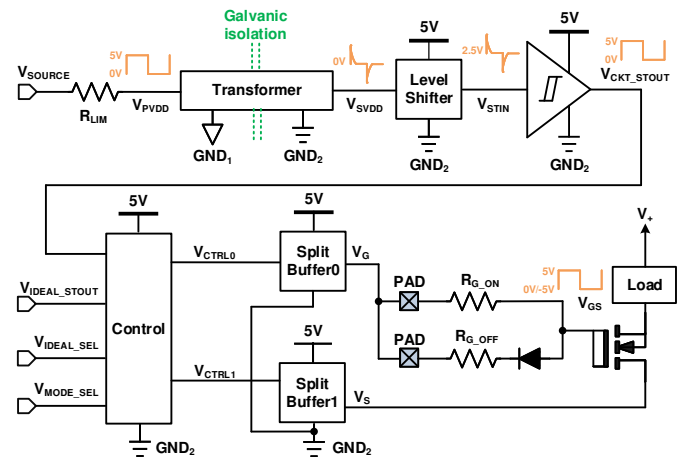 Galvanic
isolation
5V
0V
V_SOURCE
R_LIM
V_PVDD
Transformer
GND_1
GND_2
0V
V_SVDD
5V
Level
Shifter
GND_2
2.5V
V_STIN
5V
GND_2
5V
0V
V_CKT_STOUT
5V
Control
V_IDEAL_STOUT
V_IDEAL_SEL
V_MODE_SEL
GND_2
V_CTRL0
V_CTRL1
5V
Split
Buffer0
V_G
5V
Split
Buffer1
V_S
GND_2
PAD
R_G_ON
PAD
R_G_OFF
5V
0V/-5V
V_GS
V_+
Load